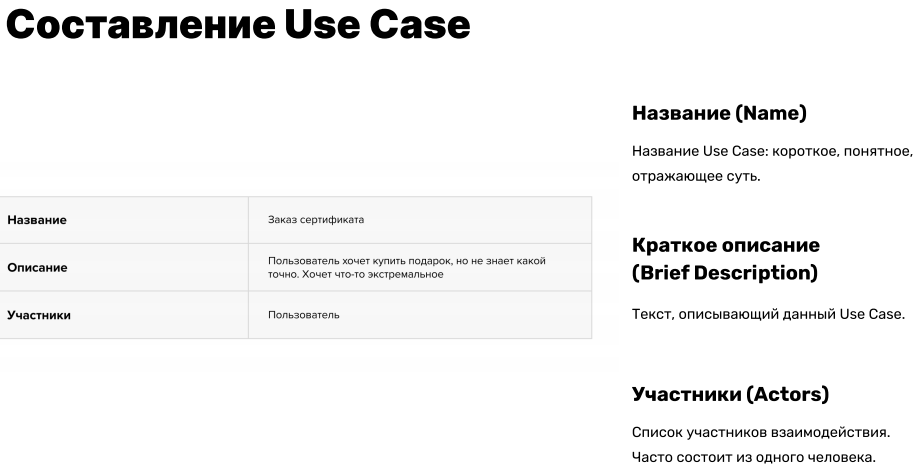 Составление Use Case
Название
Заказ сертификата
Описание
Пользователь хочет купить подарок, но не знает какой
точно. Хочет что-то экстремальное
Участники
Пользователь
Название (Name)
Название Use Case: короткое, понятное,
отражающее суть.
Краткое описание
(Brief Description)
Текст, описывающий данный Use Case.
Участники (Actors)
Список участников взаимодействия.
Часто состоит из одного человека.